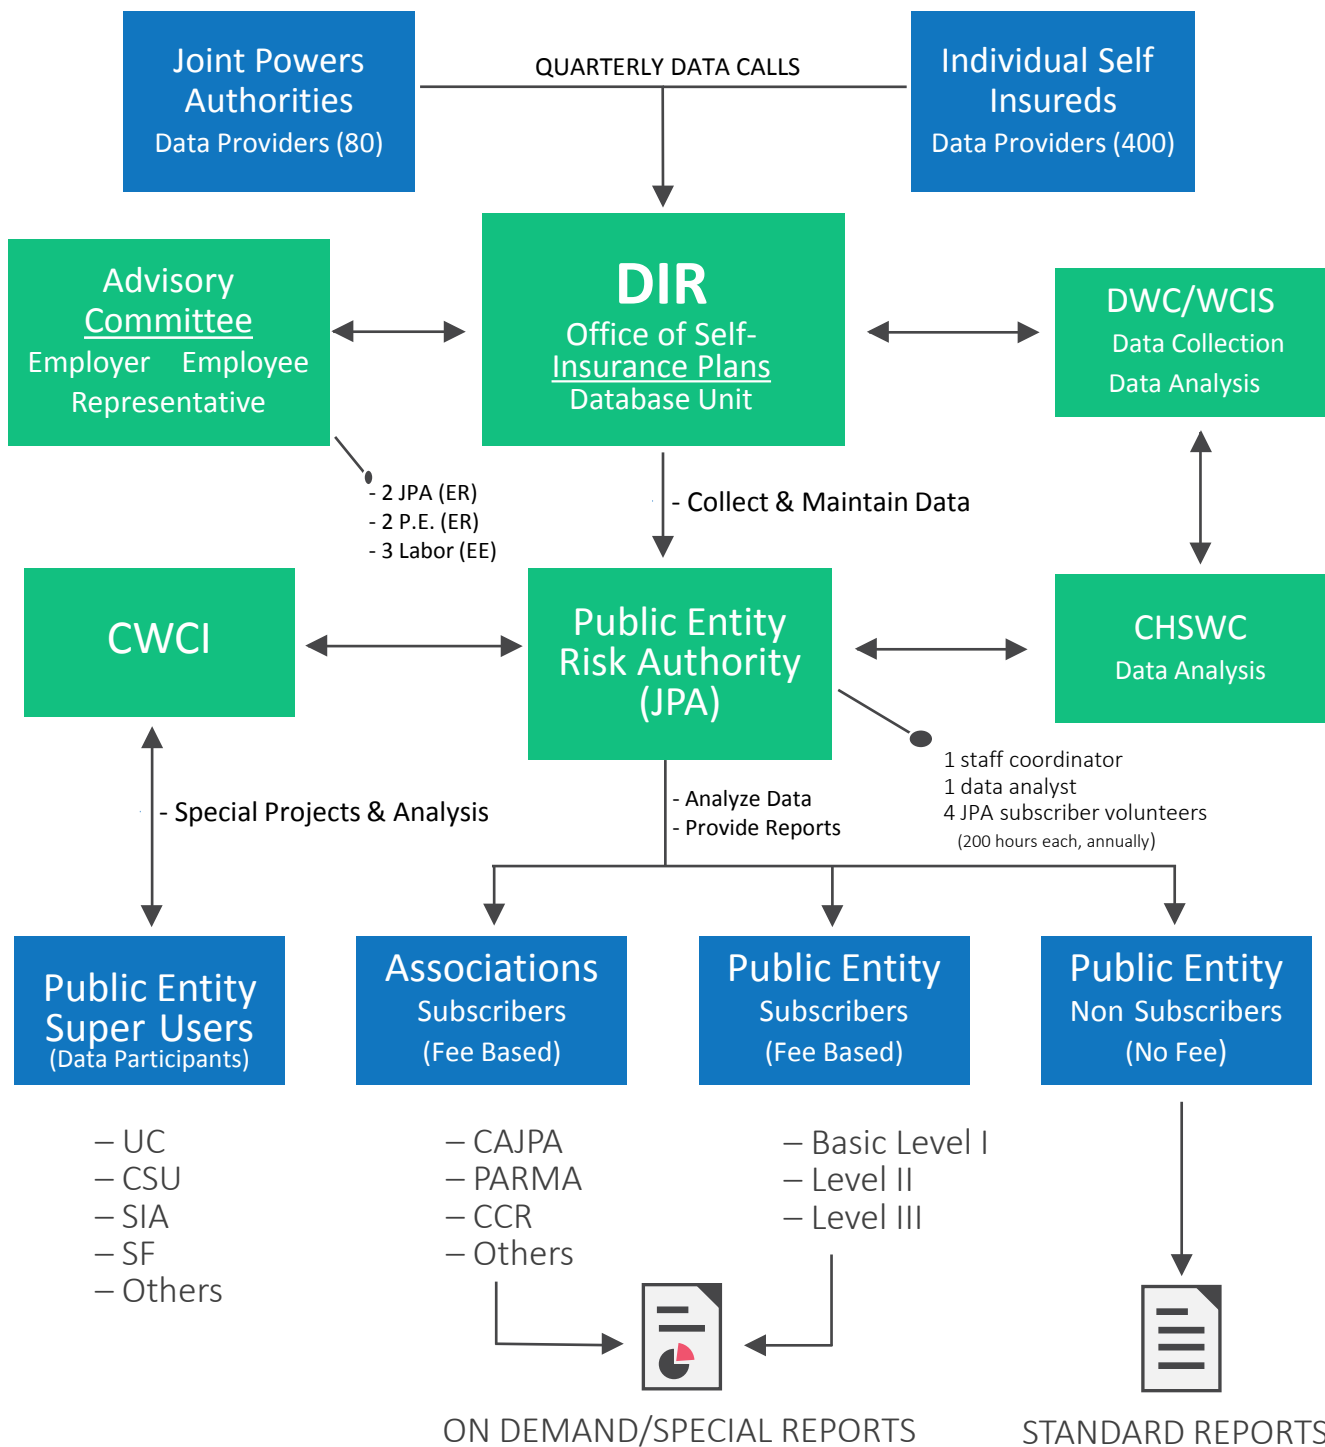 Joint Powers
Authorities
Data Providers (80)
QUARTERLY DATA CALLS
Individual Self
Insureds
Data Providers (400)
Advisory
Committee
Employer Employee
Representative
DIR
Office of Self-
Insurance Plans
Database Unit
DWC/WCIS
Data Collection
Data Analysis
- 2 JPA (ER)
- 2 P.E. (ER)
- 3 Labor (EE)
- Collect & Maintain Data
CWCI
Public Entity
Risk Authority
(JPA)
CHSWC
Data Analysis
1 staff coordinator
1 data analyst
4 JPA subscriber volunteers
(200 hours each, annually)
- Special Projects & Analysis
- Analyze Data
- Provide Reports
Public Entity
Super Users
(Data Participants)
Associations
Subscribers
(Fee Based)
Public Entity
Subscribers
(Fee Based)
Public Entity
Non Subscribers
(No Fee)
– UC
– CSU
– SIA
– SF
– Others
– CAJPA
– PARMA
– CCR
– Others
– Basic Level I
– Level II
– Level III
ON DEMAND/SPECIAL REPORTS
STANDARD REPORTS